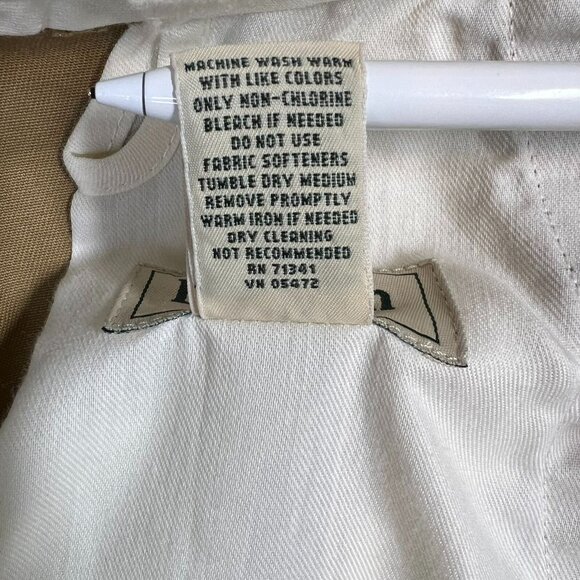 MACHINE WASH WARM
WITH LIKE COLORS
ONLY NON-CHLORINE
BLEACH IF NEEDED
DO NOT USE
FABRIC SOFTENERS
TUMBLE DRY MEDIUM
REMOVE PROMPTLY
WARM IRON IF NEEDED
DRY CLEANING
NOT RECOMMENDED
RN 71341
VN 05472